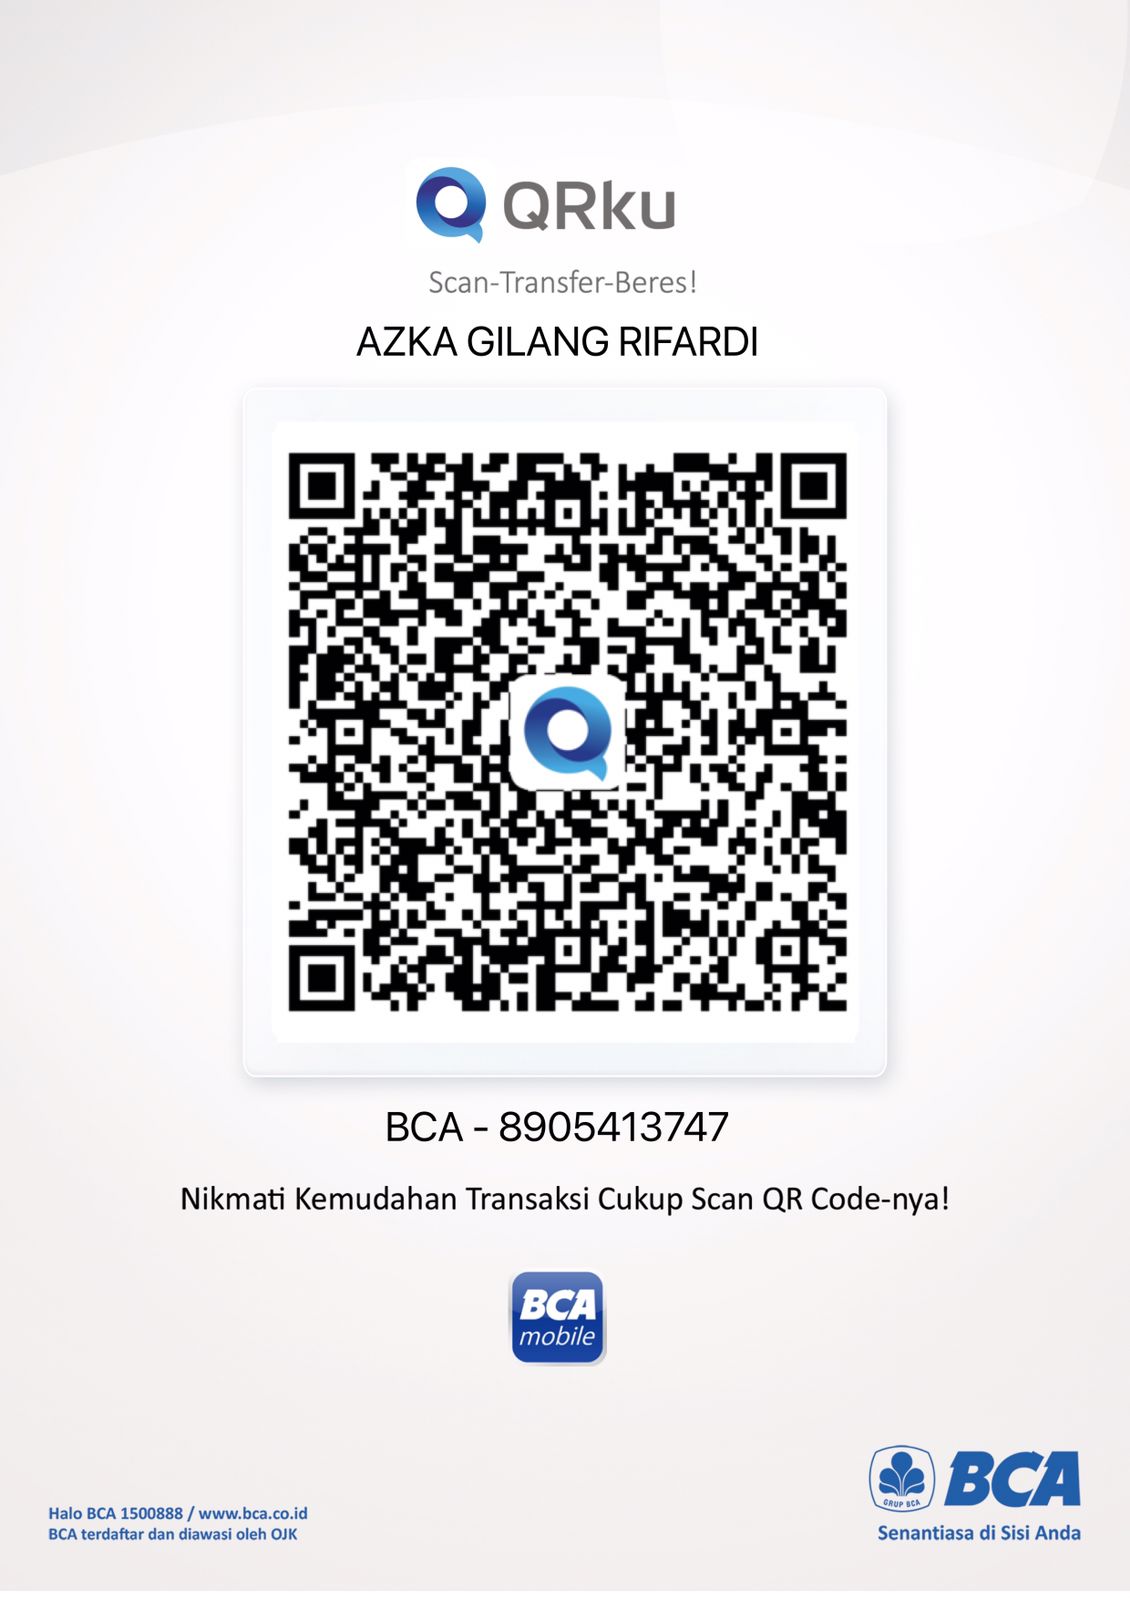 QRku
Scan-Transfer-Beres!
AZKA GILANG RIFARDI
BCA - 8905413747
Nikmati Kemudahan Transaksi Cukup Scan QR Code-nya!
BCA
mobile
GRUP BCA
BCA
Senantiasa di Sisi Anda
Halo BCA 1500888 / www.bca.co.id
BCA terdaftar dan diawasi oleh OJK